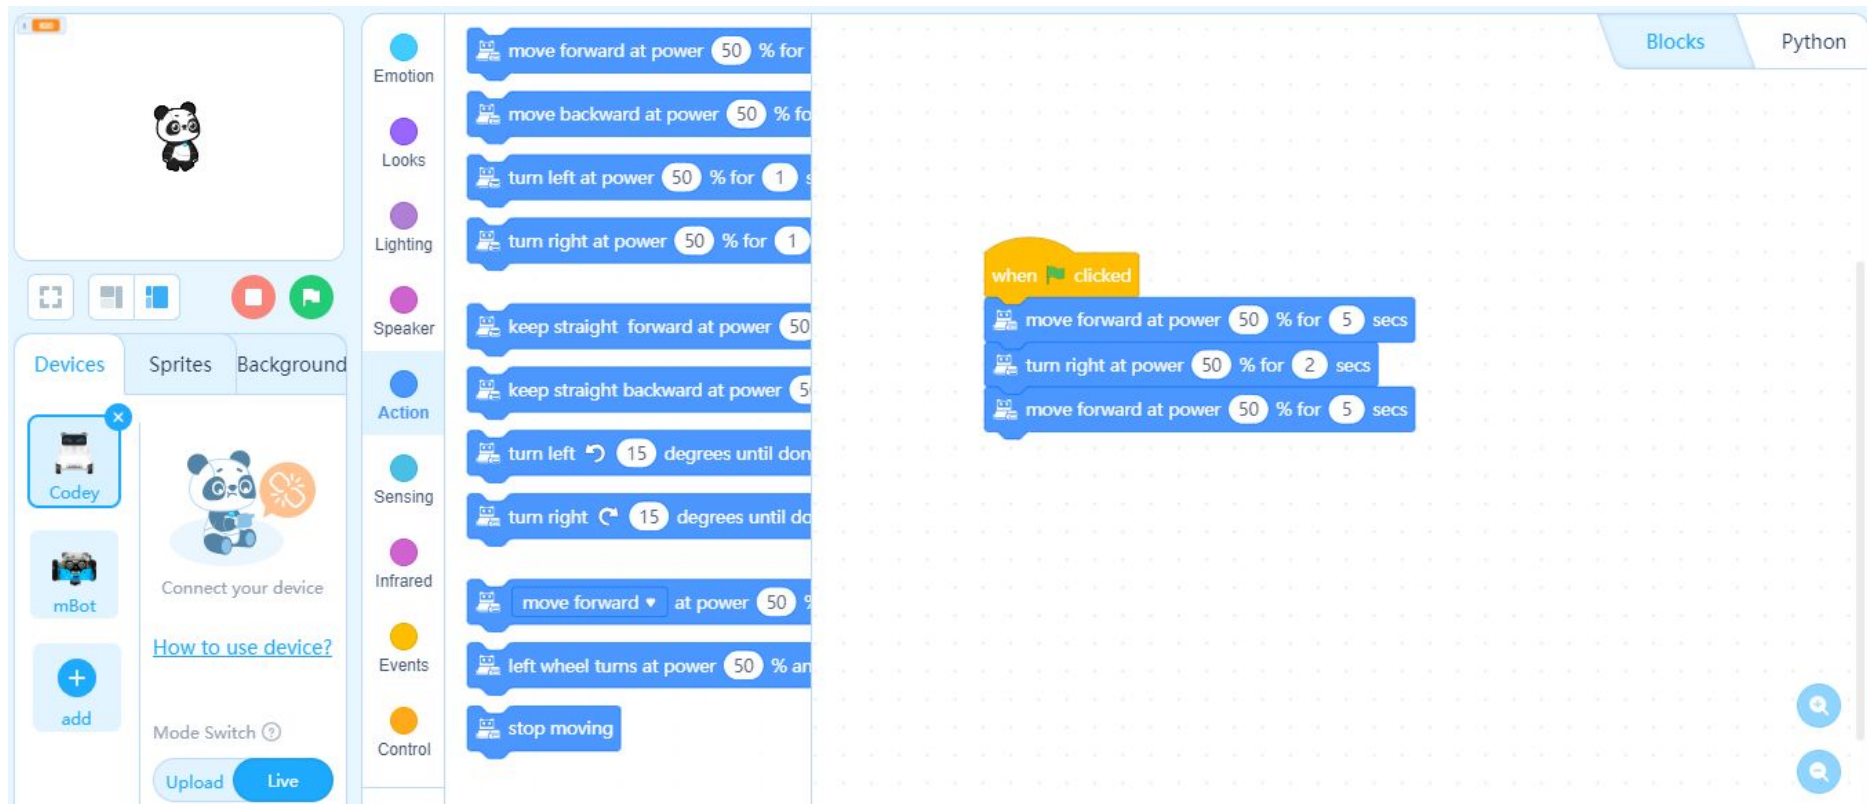 Emotion
Looks
Lighting
Speaker
Action
Sensing
Infrared
Events
Control
move forward at power 50 % for
move backward at power 50 % fo
turn left at power 50 % for 1 s
turn right at power 50 % for 1
keep straight forward at power 50
keep straight backward at power 5
turn left 15 degrees until don
turn right 15 degrees until do
move forward at power 50 %
left wheel turns at power 50 % an
stop moving
Blocks Python
when clicked
move forward at power 50 % for 5 secs
turn right at power 50 % for 2 secs
move forward at power 50 % for 5 secs
Devices Sprites Background
Codey
mBot
add
Connect your device
How to use device?
Mode Switch ?
Upload Live